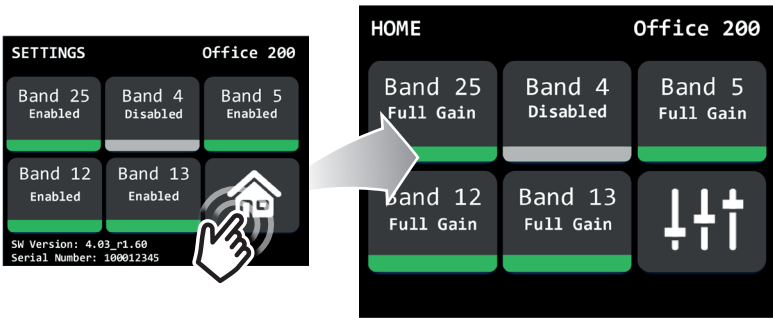 SETTINGS Office 200
Band 25 Band 4 Band 5
Enabled Disabled Enabled
Band 12 Band 13
Enabled Enabled
SW Version: 4.03_r1.60
Serial Number: 100012345
HOME Office 200
Band 25 Band 4 Band 5
Full Gain Disabled Full Gain
Band 12 Band 13
Full Gain Full Gain